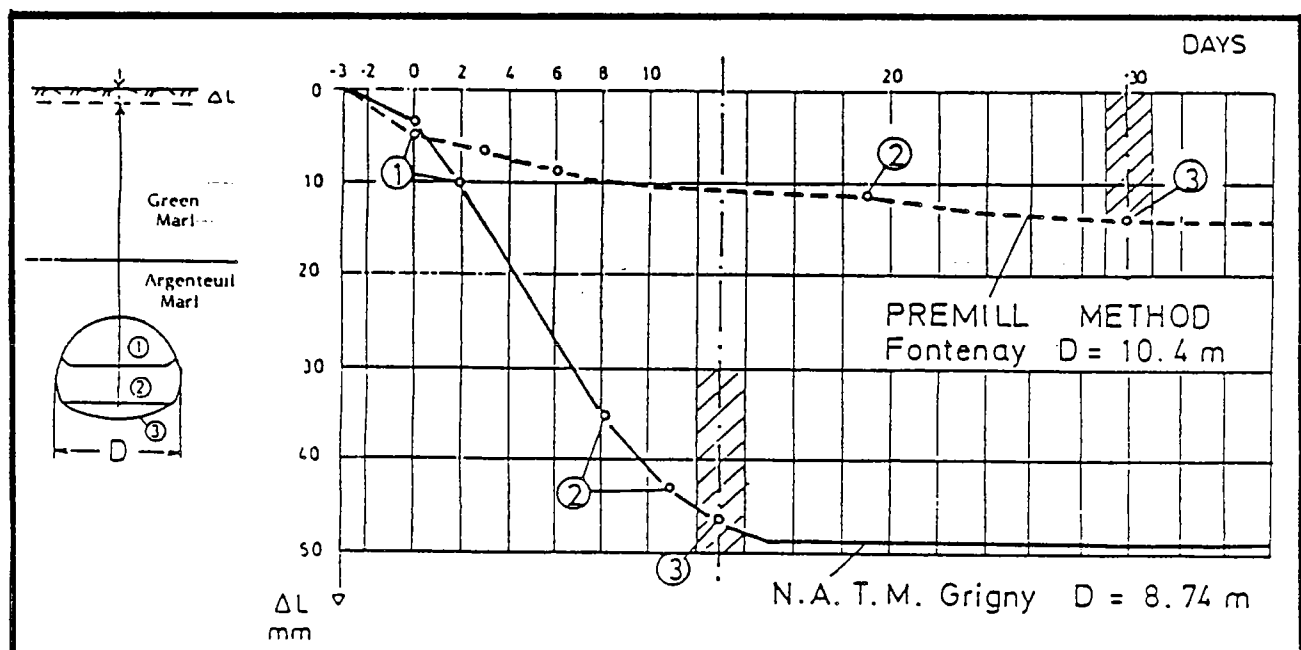 DAYS
-3 -2 0 2 4 6 8 10 20 30
0
10
20
30
40
50
ΔL
mm
ΔL
Green
Marl
Argenteuil
Marl
①
②
③
D
①
②
③
②
③
PREMILL METHOD
Fontenay D = 10.4 m
N.A.T.M. Grigny D = 8.74 m